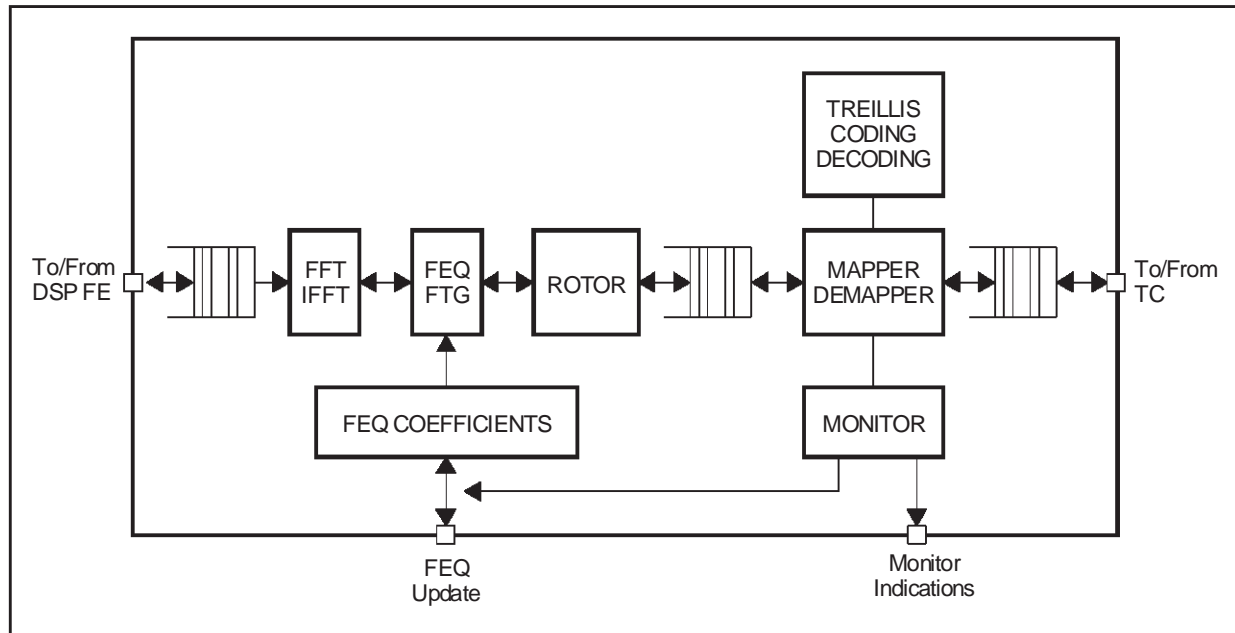 TREILLIS
CODING
DECODING
To/From
DSP FE
FFT
IFFT
FEQ
FTG
ROTOR
MAPPER
DEMAPPER
To/From
TC
FEQ COEFFICIENTS
MONITOR
FEQ
Update
Monitor
Indications